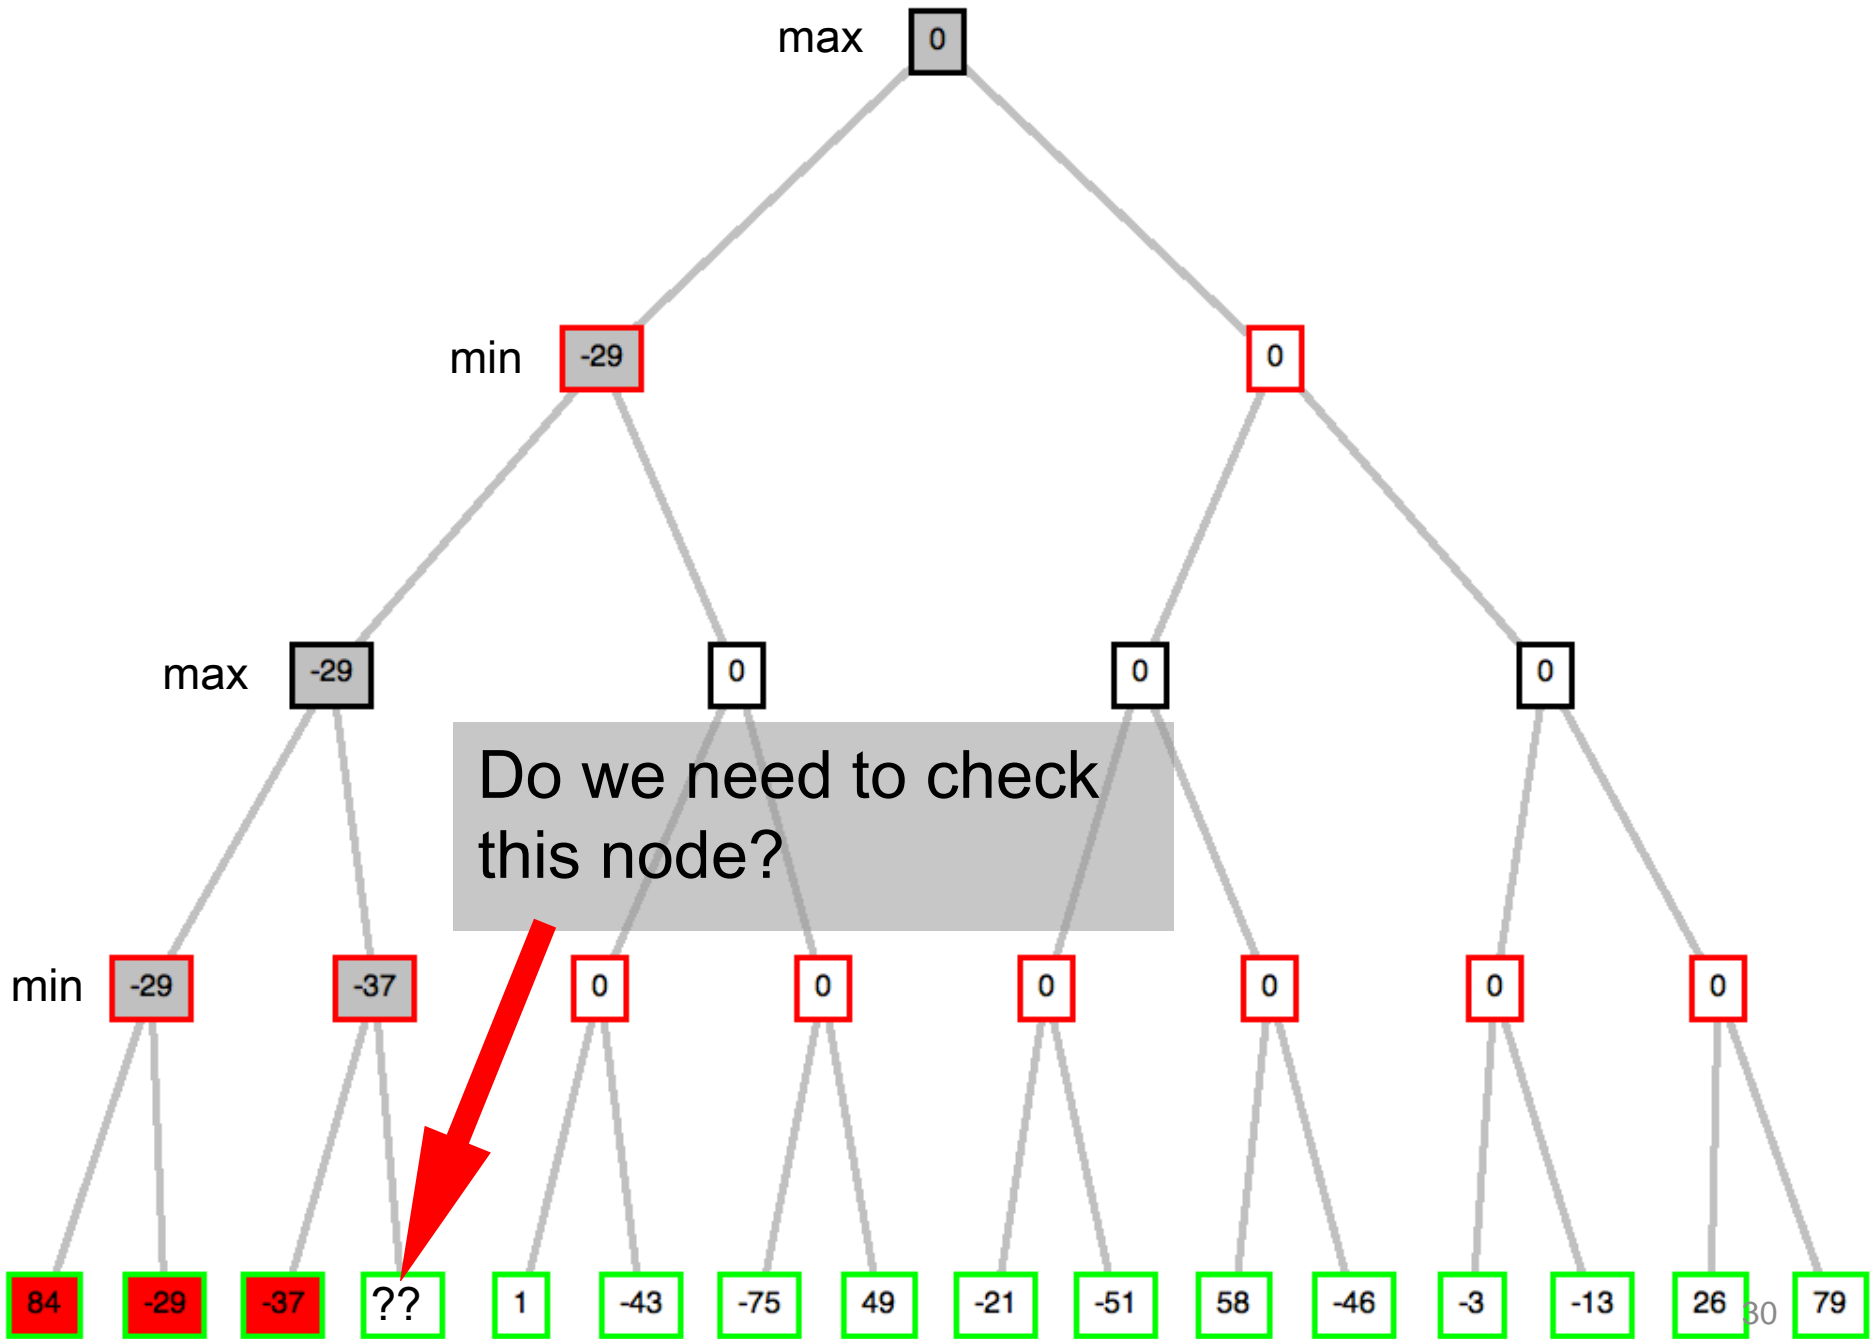 max 0
min -29 0
max -29 0 0 0
Do we need to check
this node?
min -29 -37 0 0 0 0 0 0
84 -29 -37 ?? 1 -43 -75 49 -21 -51 58 -46 -3 -13 26 30 79